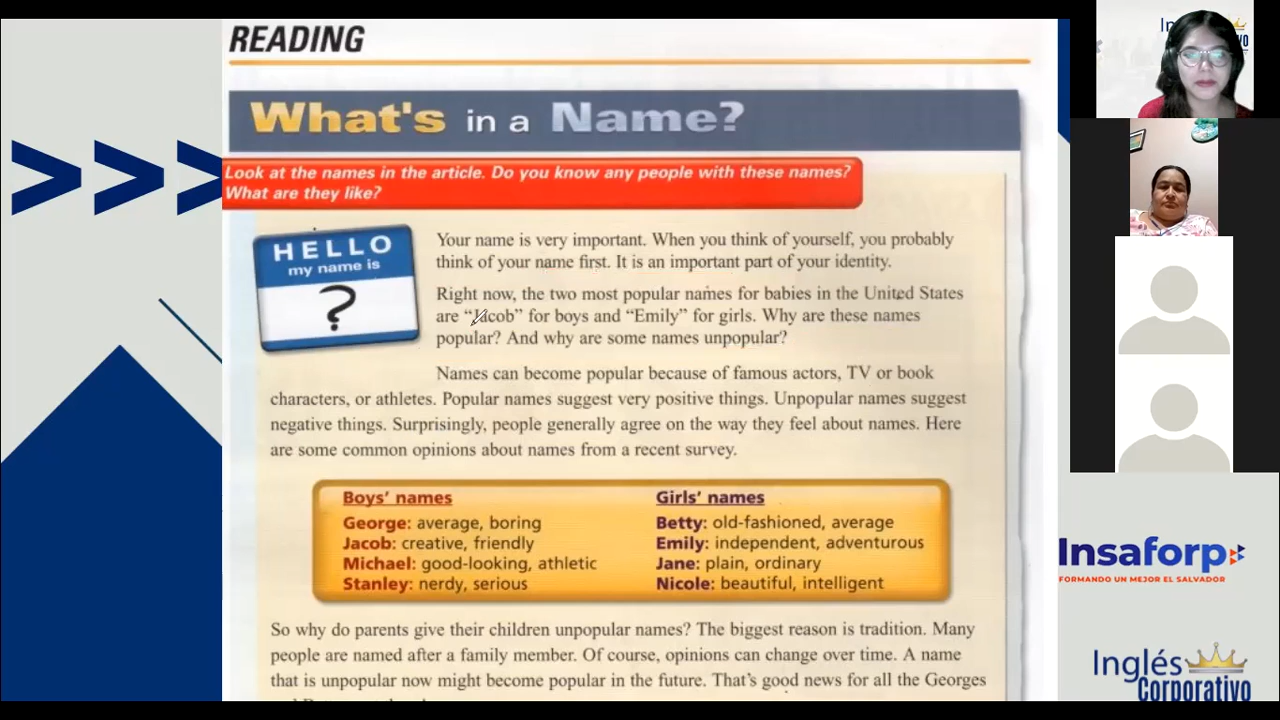 READING
What's in a Name?
Look at the names in the article. Do you know any people with these names?
What are they like?
HELLO
my name is
?
Your name is very important. When you think of yourself, you probably
think of your name first. It is an important part of your identity.
Right now, the two most popular names for babies in the United States
are “Jacob” for boys and “Emily” for girls. Why are these names
popular? And why are some names unpopular?
Names can become popular because of famous actors, TV or book
characters, or athletes. Popular names suggest very positive things. Unpopular names suggest
negative things. Surprisingly, people generally agree on the way they feel about names. Here
are some common opinions about names from a recent survey.
Boys' names
George: average, boring
Jacob: creative, friendly
Michael: good-looking, athletic
Stanley: nerdy, serious
Girls' names
Betty: old-fashioned, average
Emily: independent, adventurous
Jane: plain, ordinary
Nicole: beautiful, intelligent
So why do parents give their children unpopular names? The biggest reason is tradition. Many
people are named after a family member. Of course, opinions can change over time. A name
that is unpopular now might become popular in the future. That's good news for all the Georges
Insaforp
FORMANDO UN MEJOR EL SALVADOR
Inglés
Corporativo